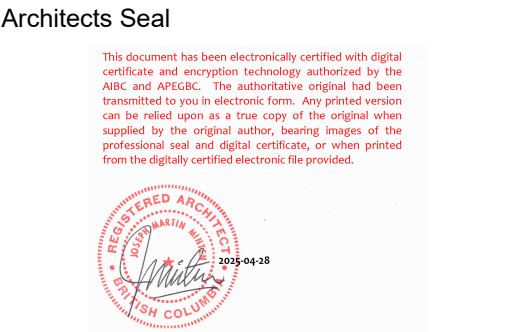 Architects Seal
This document has been electronically certified with digital
certificate and encryption technology authorized by the
AIBC and APEGBC. The authoritative original had been
transmitted to you in electronic form. Any printed version
can be relied upon as a true copy of the original when
supplied by the original author, bearing images of the
professional seal and digital certificate, or when printed
from the digitally certified electronic file provided.
REGISTERED ARCHITECT
JOSEPH MARTIN MINTEN
2025-04-28
BRITISH COLUMBIA